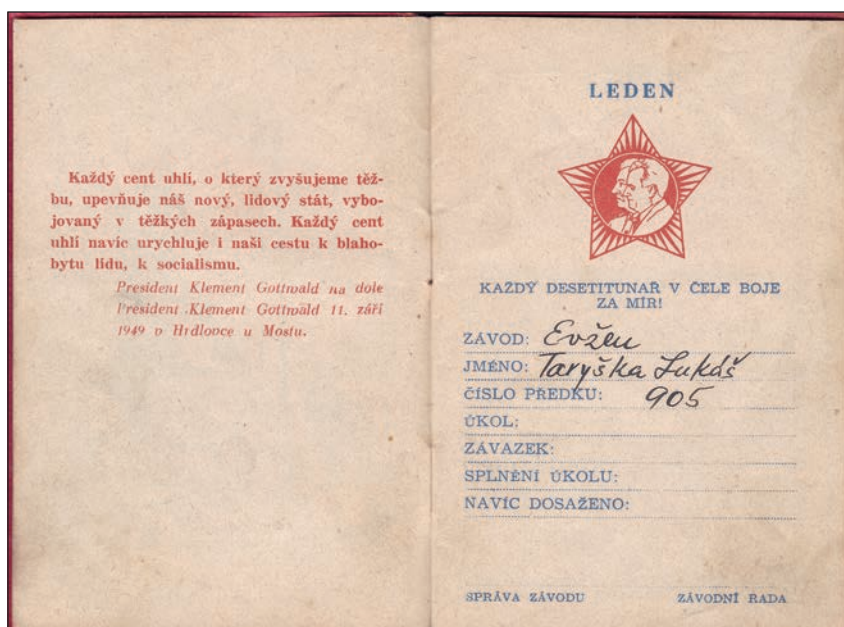 Každý cent uhlí, o který zvyšujeme těž-
bu, upevňuje náš nový, lidový stát, vybo-
jovaný v těžkých zápasech. Každý cent
uhlí navíc urychluje i naši cestu k blaho-
bytu lidu, k socialismu.
President Klement Gottwald na dole
President Klement Gottwald 11. září
1949 v Hrdlovce u Mostu.
LEDEN
KAŽDÝ DESETITUNAŘ V ČELE BOJE
ZA MÍR!
ZÁVOD: Evžen
JMÉNO: Taryška Lukáš
ČÍSLO PŘEDKU: 905
ÚKOL:
ZÁVAZEK:
SPLNĚNÍ ÚKOLU:
NAVÍC DOSAŽENO:
SPRÁVA ZÁVODU ZÁVODNÍ RADA